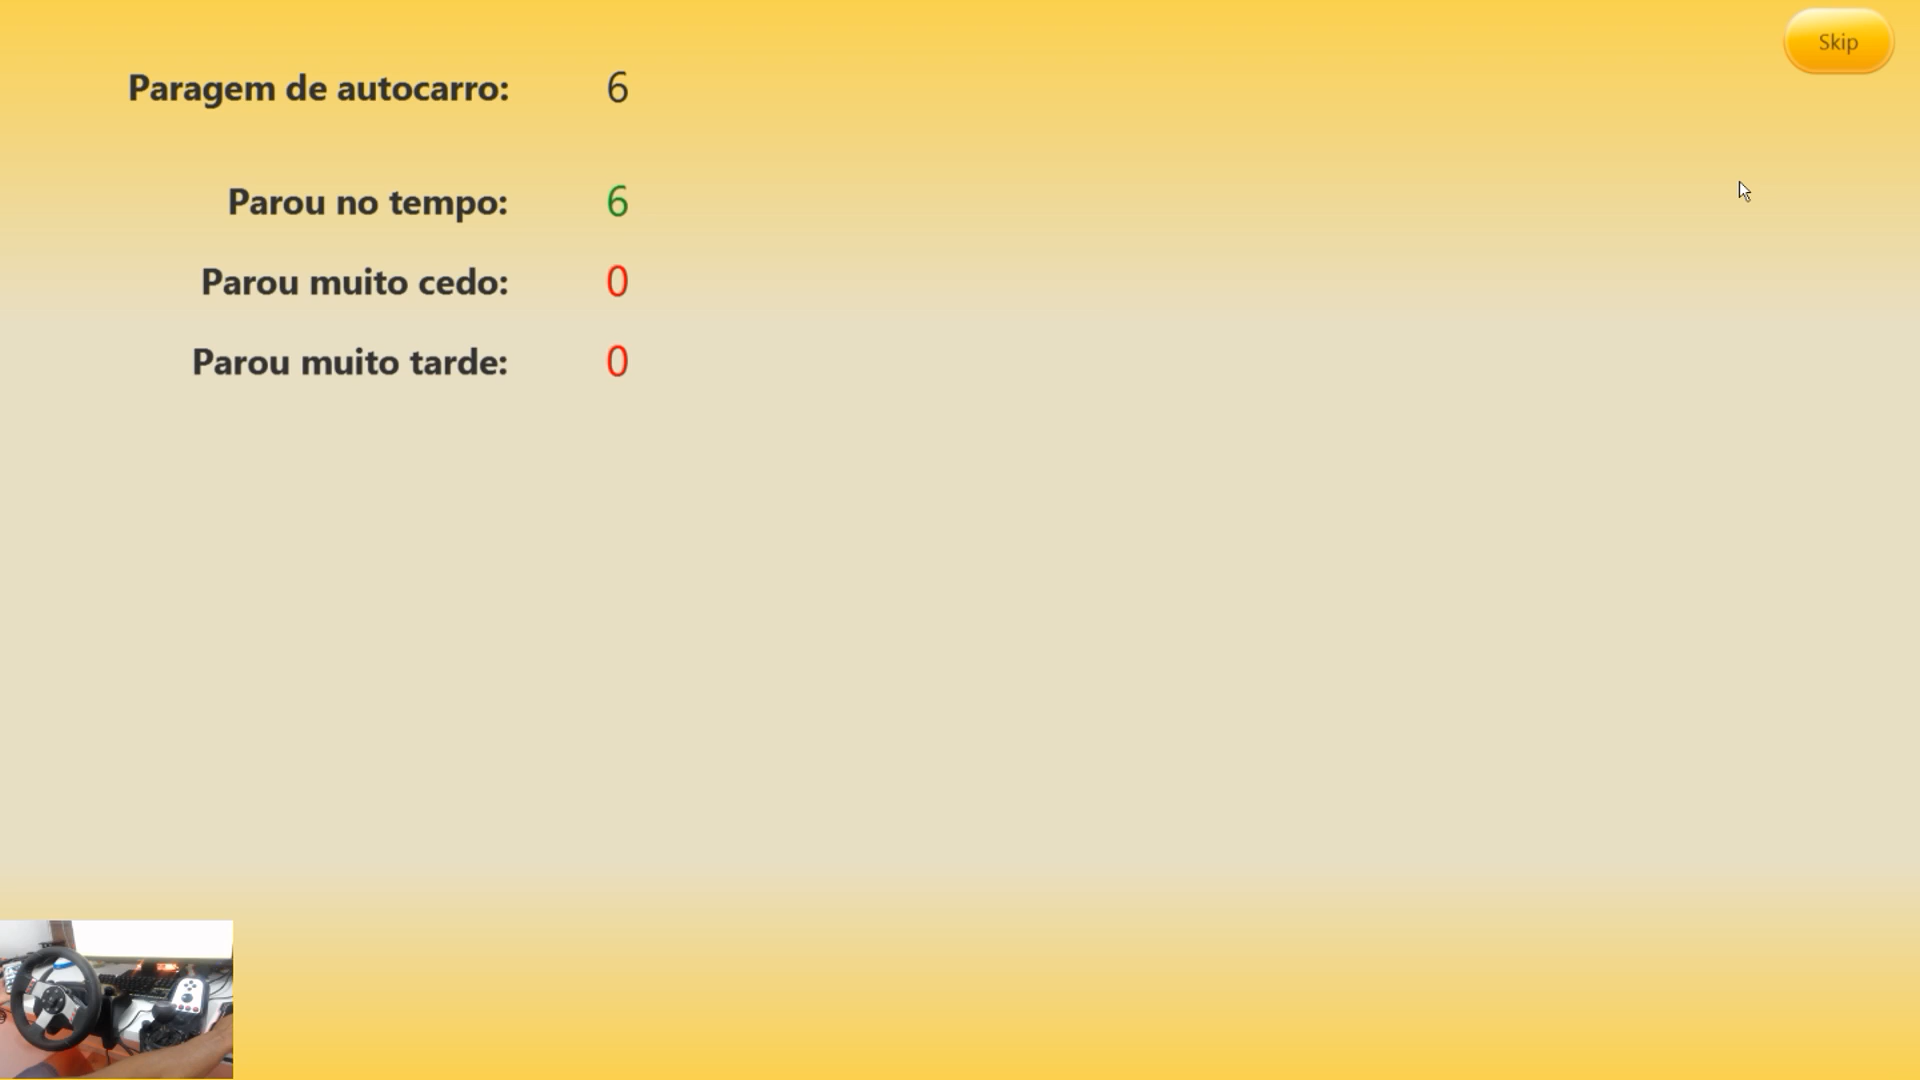 Skip
Paragem de autocarro: 6
Parou no tempo: 6
Parou muito cedo: 0
Parou muito tarde: 0